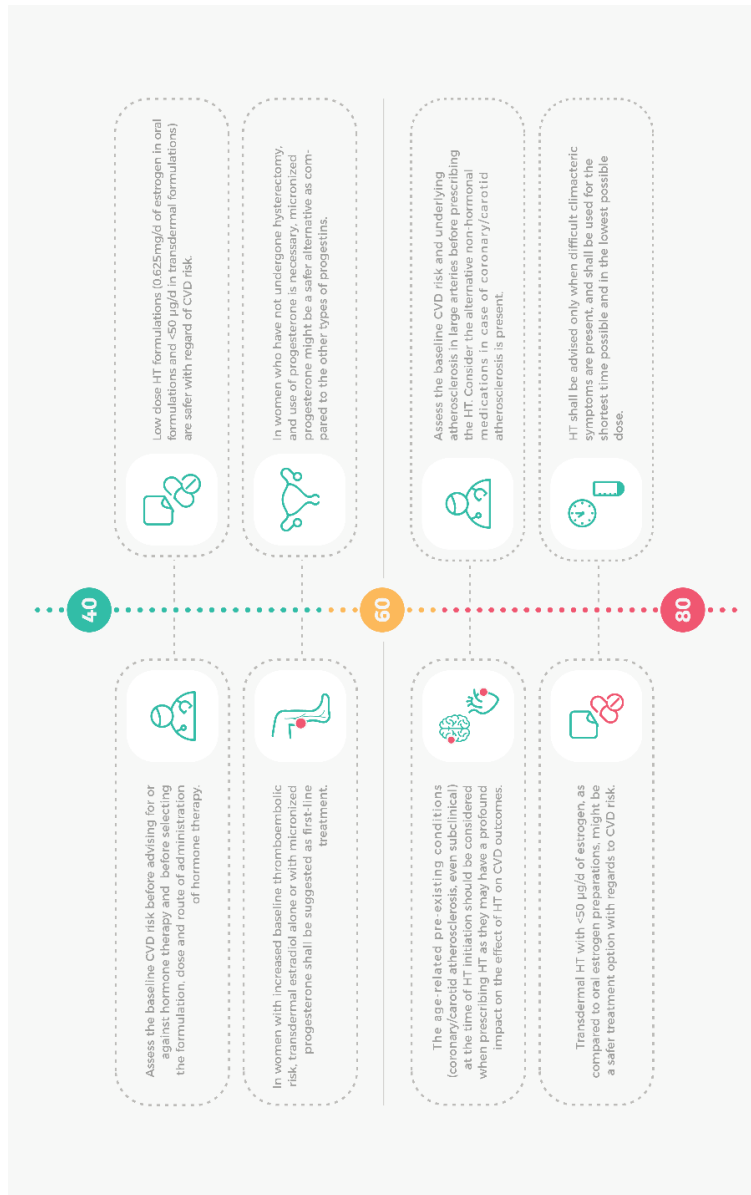 40
Assess the baseline CVD risk before advising for or
against hormone therapy and before selecting
the formulation, dose and route of administration
of hormone therapy.
Low dose HT formulations (0.625mg/d of estrogen in oral
formulations and <50 µg/d in transdermal formulations)
are safer with regard of CVD risk.
In women with increased baseline thromboembolic
risk, transdermal estradiol alone or with micronized
progesterone shall be suggested as first-line
treatment.
In women who have not undergone hysterectomy,
and use of progesterone is necessary, micronized
progesterone might be a safer alternative as com-
pared to the other types of progestins.
60
The age-related pre-existing conditions
(coronary/carotid atherosclerosis, even subclinical)
at the time of HT initiation should be considered
when prescribing HT as they may have a profound
impact on the effect of HT on CVD outcomes.
Assess the baseline CVD risk and underlying
atherosclerosis in large arteries before prescribing
the HT. Consider the alternative non-hormonal
medications in case of coronary/carotid
atherosclerosis is present.
Transdermal HT with <50 µg/d of estrogen, as
compared to oral estrogen preparations, might be
a safer treatment option with regards to CVD risk.
HT shall be advised only when difficult climacteric
symptoms are present, and shall be used for the
shortest time possible and in the lowest possible
dose.
80